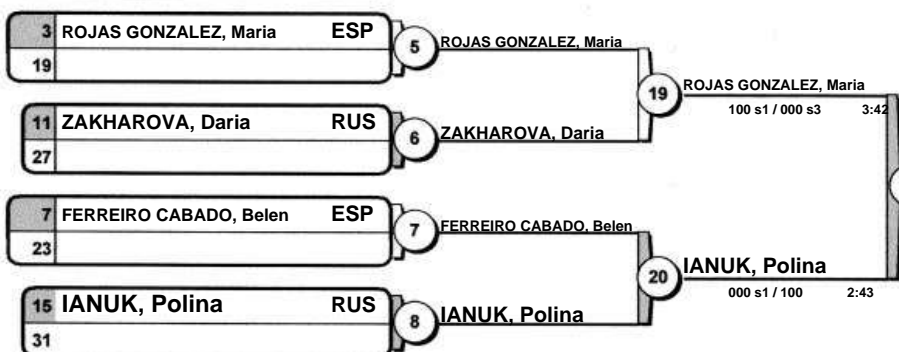 3 ROJAS GONZALEZ, Maria ESP
19
5
ROJAS GONZALEZ, Maria
11 ZAKHAROVA, Daria RUS
27
6
ZAKHAROVA, Daria
19
ROJAS GONZALEZ, Maria
100 s1 / 000 s3 3:42
7 FERREIRO CABADO, Belen ESP
23
7
FERREIRO CABADO, Belen
15 IANUK, Polina RUS
31
8
IANUK, Polina
20
IANUK, Polina
000 s1 / 100 2:43